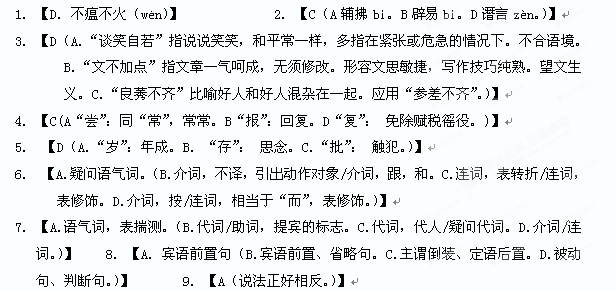 1. 【D. 不瘟不火（wēn）】 2. 【C（A辅拂 bì。B辟易 bì。D谮言 zèn。）】
3. 【D（A.“谈笑自若”指说说笑笑，和平常一样，多指在紧张或危急的情况下。不合语境。
B.“文不加点”指文章一气呵成，无须修改。形容文思敏捷，写作技巧纯熟。望文生
义。C.“良莠不齐”比喻好人和好人混杂在一起。应用“参差不齐”。）】
4. 【C(A“尝”：同“常”，常常。B“报”：回复。D“复”： 免除赋税徭役。）】
5. 【D（A.“岁”：年成。B. “存”： 思念。C.“批”： 触犯。）】
6. 【A.疑问语气词。（B.介词，不译，引出动作对象/介词，跟，和。C.连词，表转折/连词，
表修饰。D.介词，按/连词，相当于“而”，表修饰。）】
7. 【A.语气词，表揣测。（B.代词/助词，提宾的标志。C.代词，代人/疑问代词。D.介词/连
词。）】 8. 【A. 宾语前置句（B.宾语前置、省略句。C.主谓倒装、定语后置。D.被动
句、判断句。）】 9. 【A（说法正好相反。）】